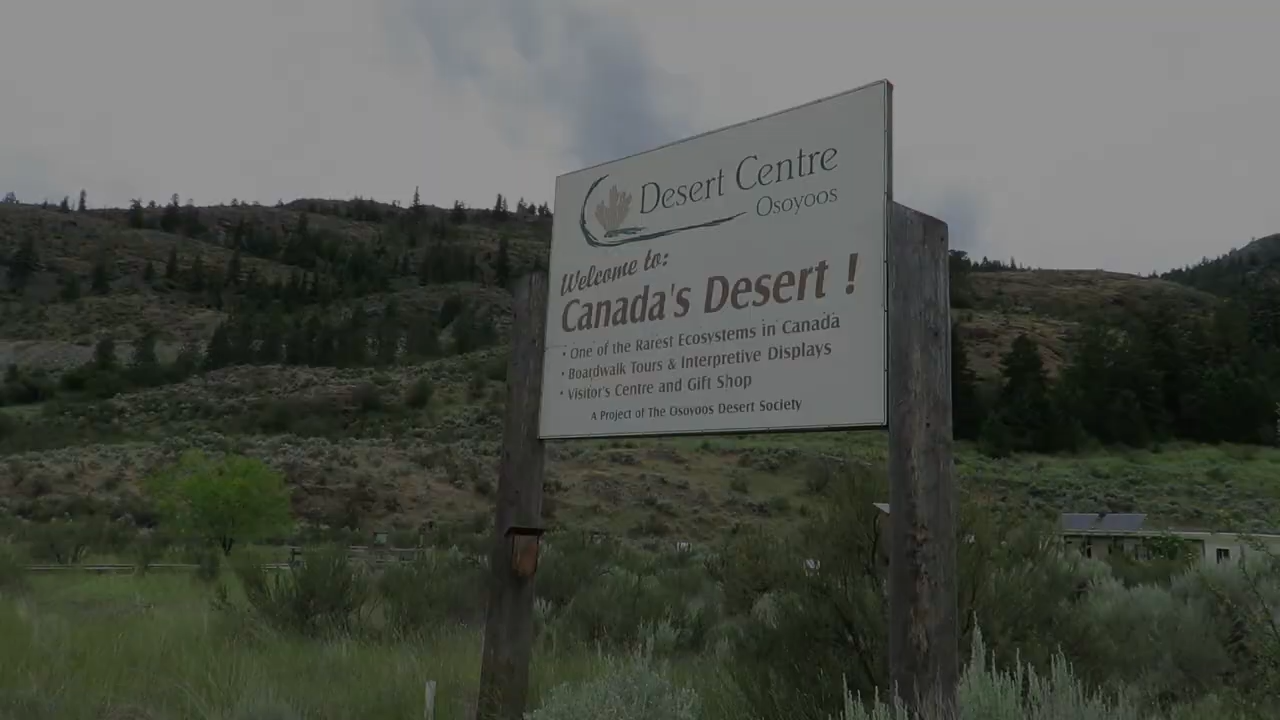 Desert Centre
Osoyoos
Welcome to:
Canada's Desert !
• One of the Rarest Ecosystems in Canada
• Boardwalk Tours & Interpretive Displays
• Visitor's Centre and Gift Shop
A Project of The Osoyoos Desert Society